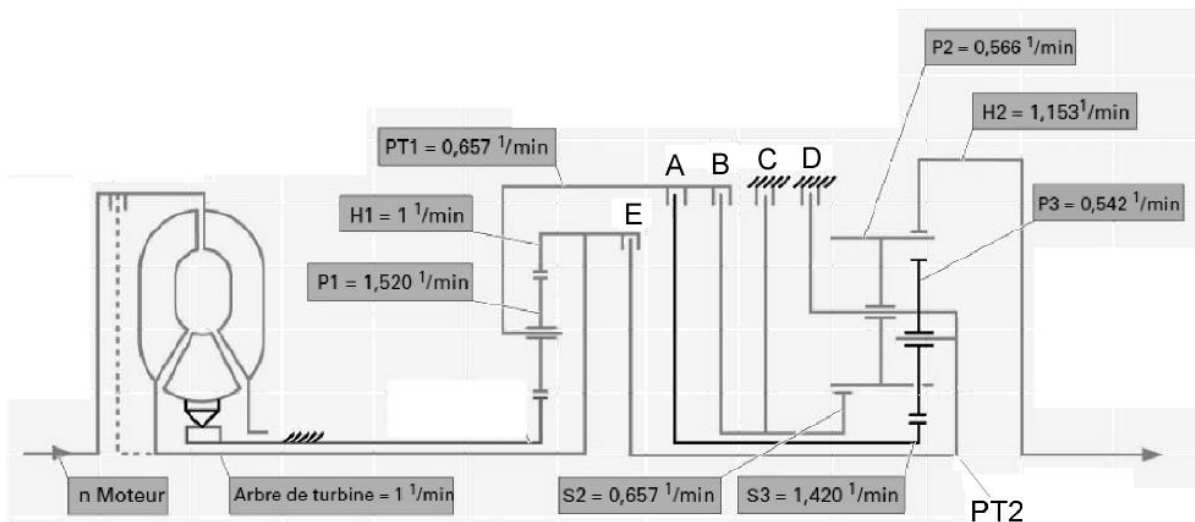 P2 = 0,566 1/min
H2 = 1,153 1/min
PT1 = 0,657 1/min
A B C D
H1 = 1 1/min
E
P3 = 0,542 1/min
P1 = 1,520 1/min
n Moteur
Arbre de turbine = 1 1/min
S2 = 0,657 1/min
S3 = 1,420 1/min
PT2